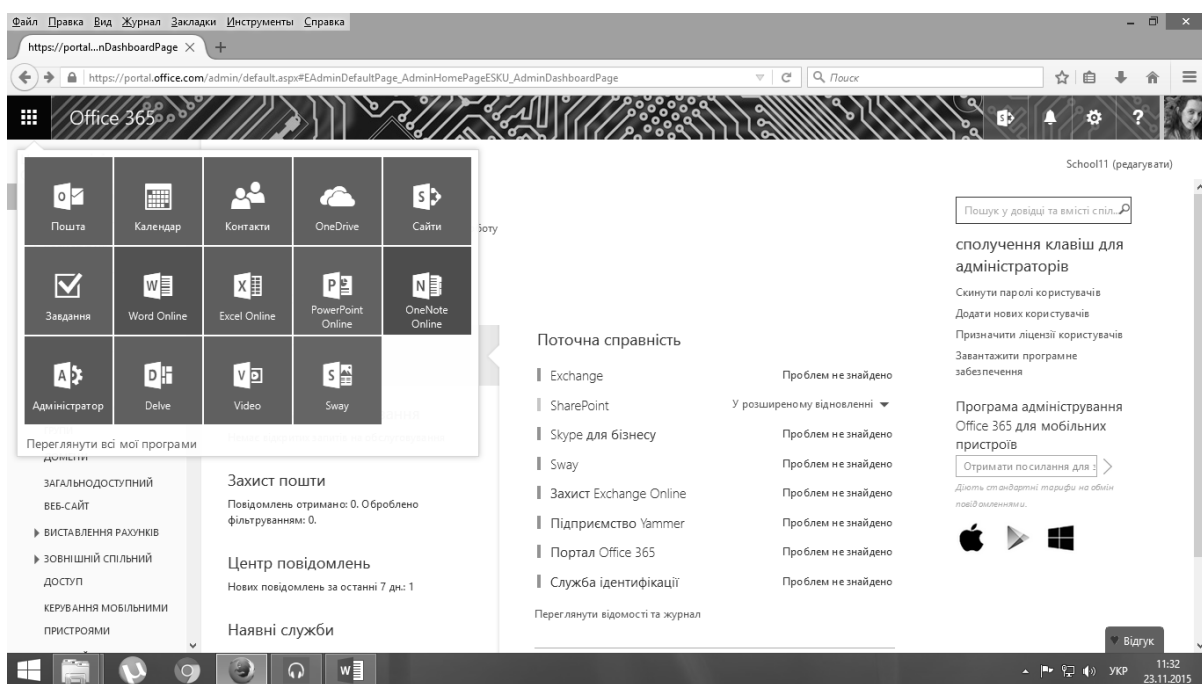 Файл Правка Вид Журнал Закладки Инструменты Справка
https://portal...nDashboardPage
https://portal.office.com/admin/default.aspx#EAdminDefaultPage_AdminHomePageESKU_AdminDashboardPage
Поиск
Office 365
School11 (редагувати)
Пошта Календар Контакти OneDrive Сайти
Завдання Word Online Excel Online PowerPoint Online OneNote Online
Адміністратор Delve Video Sway
Переглянути всі мої програми
ДОМЕНИ
ЗАГАЛЬНОДОСТУПНИЙ
ВЕБ-САЙТ
ВИСТАВЛЕННЯ РАХУНКІВ
ЗОВНІШНІЙ СПІЛЬНИЙ
ДОСТУП
КЕРУВАННЯ МОБІЛЬНИМИ
ПРИСТРОЯМИ
Захист пошти
Повідомлень отримано: 0. Оброблено
фільтруванням: 0.
Центр повідомлень
Нових повідомлень за останні 7 дн.: 1
Наявні служби
Поточна справність
Exchange Проблем не знайдено
SharePoint У розширеному відновленні
Skype для бізнесу Проблем не знайдено
Sway Проблем не знайдено
Захист Exchange Online Проблем не знайдено
Підприємство Yammer Проблем не знайдено
Портал Office 365 Проблем не знайдено
Служба ідентифікації Проблем не знайдено
Переглянути відомості та журнал
Пошук у довідці та вмісті спіл...
сполучення клавіш для
адміністраторів
Скинути паролі користувачів
Додати нових користувачів
Призначити ліцензії користувачів
Завантажити програмне
забезпечення
Програма адміністрування
Office 365 для мобільних
пристроїв
Отримати посилання для з
Діють стандартні тарифи на обмін
повідомленнями.
Відгук
УКР
11:32
23.11.2015